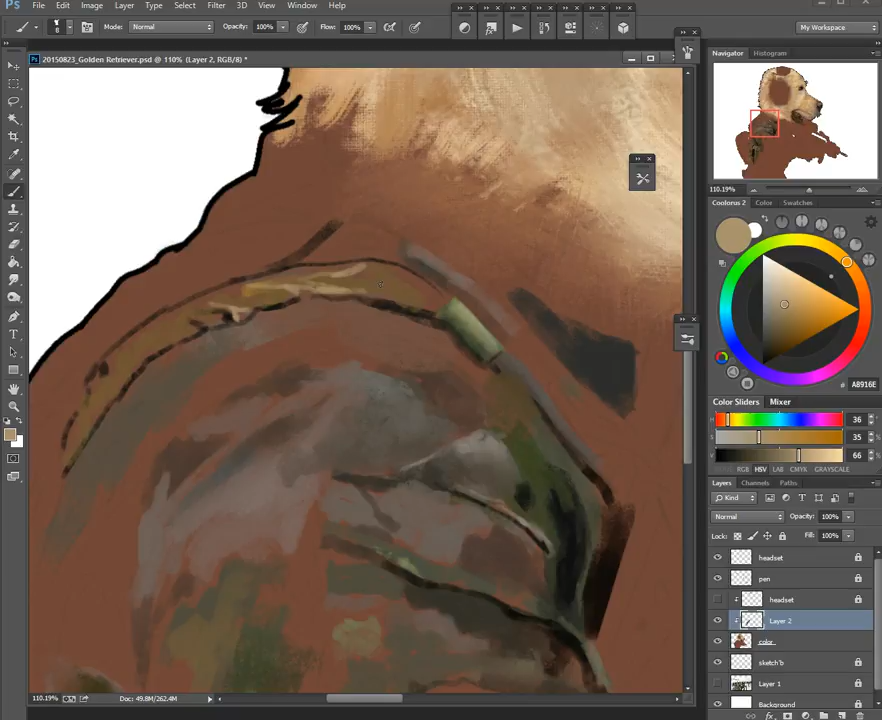 Ps File Edit Image Layer Type Select Filter 3D View Window Help
8 Mode: Normal Opacity: 100% Flow: 100% My Workspace
20150823_Golden Retriever.psd @ 110% (Layer 2, RGB/8) *
Navigator Histogram
110.19%
Coolorus 2 Color Swatches
A8916E
Color Sliders Mixer
H 36 °
S 35 %
V 66 %
RGB HSV LAB CMYK GRAYSCALE
Layers Channels Paths
Kind
Normal Opacity: 100%
Lock: Fill: 100%
headset
pen
headset
Layer 2
color
sketch'b
Layer 1
Background
110.19% Doc: 49.8M/262.4M